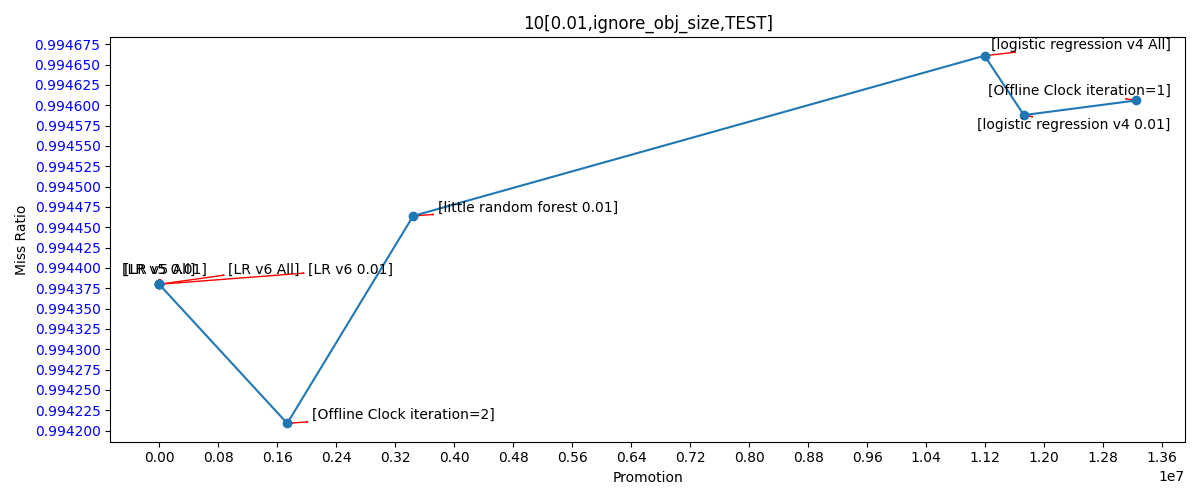 10[0.01,ignore_obj_size,TEST]
Miss Ratio
0.994675
0.994650
0.994625
0.994600
0.994575
0.994550
0.994525
0.994500
0.994475
0.994450
0.994425
0.994400
0.994375
0.994350
0.994325
0.994300
0.994275
0.994250
0.994225
0.994200
[logistic regression v4 All]
[Offline Clock iteration=1]
[logistic regression v4 0.01]
[little random forest 0.01]
[LR v5 All]
[LR v5 0.01]
[LR v6 All]
[LR v6 0.01]
[Offline Clock iteration=2]
0.00 0.08 0.16 0.24 0.32 0.40 0.48 0.56 0.64 0.72 0.80 0.88 0.96 1.04 1.12 1.20 1.28 1.36
1e7
Promotion